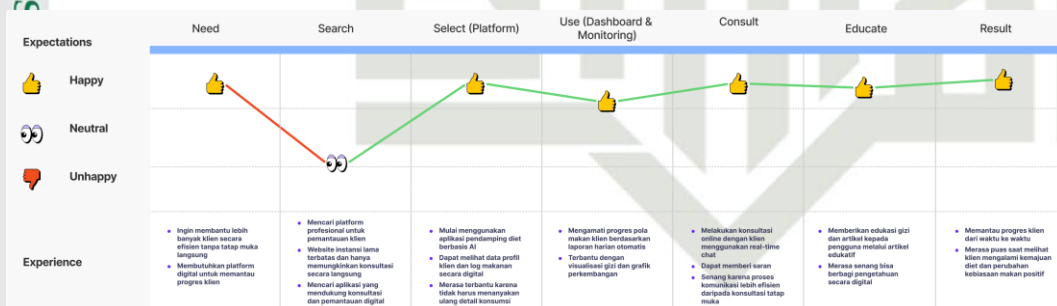 Expectations
Need
Search
Select (Platform)
Use (Dashboard &
Monitoring)
Consult
Educate
Result
Happy
Neutral
Unhappy
Experience
Ingin membantu lebih
banyak klien secara
efisien tanpa tatap muka
langsung
Membutuhkan platform
digital untuk memantau
progres klien
Mencari platform
profesional untuk
pemantauan klien
Website instansi lama
terbatas dan hanya
memungkinkan konsultasi
secara langsung
Mencari aplikasi yang
mendukung konsultasi
dan pemantauan digital
Mulai menggunakan
aplikasi pendamping diet
berbasis AI
Dapat melihat data profil
klien dan log makanan
secara digital
Merasa terbantu karena
tidak harus menanyakan
ulang detail konsumsi
Mengamati progres pola
makan klien berdasarkan
laporan harian otomatis
Terbantu dengan
visualisasi gizi dan grafik
perkembangan
Melakukan konsultasi
online dengan klien
menggunakan real-time
chat
Dapat memberi saran
Senang karena proses
komunikasi lebih efisien
daripada konsultasi tatap
muka
Memberikan edukasi gizi
dan artikel kepada
pengguna melalui artikel
edukatif
Merasa senang bisa
berbagi pengetahuan
secara digital
Memantau progres klien
dari waktu ke waktu
Merasa puas saat melihat
klien mengalami kemajuan
diet dan perubahan
kebiasaan makan positif